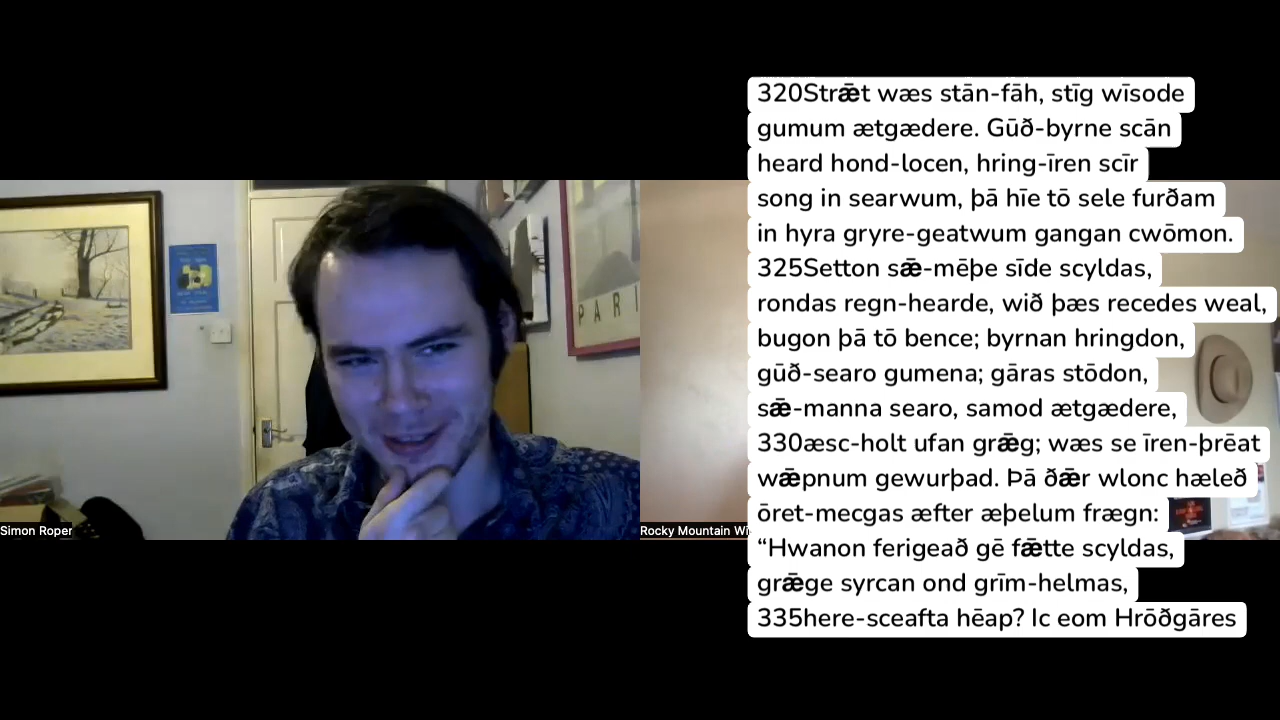 320Strǣt wæs stān-fāh, stīg wīsode
gumum ætgædere. Gūð-byrne scān
heard hond-locen, hring-īren scīr
song in searwum, þā hīe tō sele furðam
in hyra gryre-geatwum gangan cwōmon.
325Setton sǣ-mēþe sīde scyldas,
rondas regn-hearde, wið þæs recedes weal,
bugon þā tō bence; byrnan hringdon,
gūð-searo gumena; gāras stōdon,
sǣ-manna searo, samod ætgædere,
330æsc-holt ufan grǣg; wæs se īren-þrēat
wǣpnum gewurþad. Þā ðǣr wlonc hæleð
ōret-mecgas æfter æþelum frægn:
“Hwanon ferigeað gē fǣtte scyldas,
grǣge syrcan ond grīm-helmas,
335here-sceafta hēap? Ic eom Hrōðgāres
PARI
Simon Roper
Rocky Mountain Wi